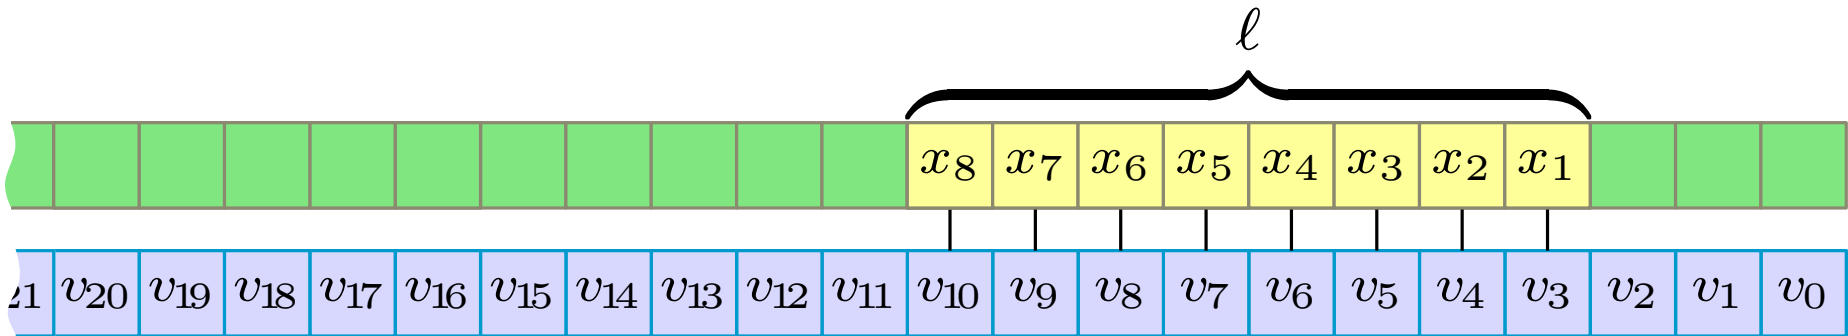 ℓ
x₈ x₇ x₆ x₅ x₄ x₃ x₂ x₁
21 v₂₀ v₁₉ v₁₈ v₁₇ v₁₆ v₁₅ v₁₄ v₁₃ v₁₂ v₁₁ v₁₀ v₉ v₈ v₇ v₆ v₅ v₄ v₃ v₂ v₁ v₀